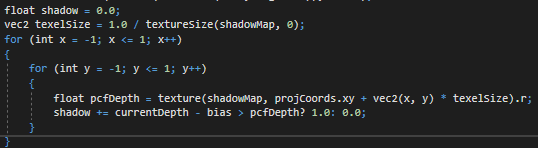 float shadow = 0.0;
vec2 texelSize = 1.0 / textureSize(shadowMap, 0);
for (int x = -1; x <= 1; x++)
{
for (int y = -1; y <= 1; y++)
{
float pcfDepth = texture(shadowMap, projCoords.xy + vec2(x, y) * texelSize).r;
shadow += currentDepth - bias > pcfDepth? 1.0: 0.0;
}
}